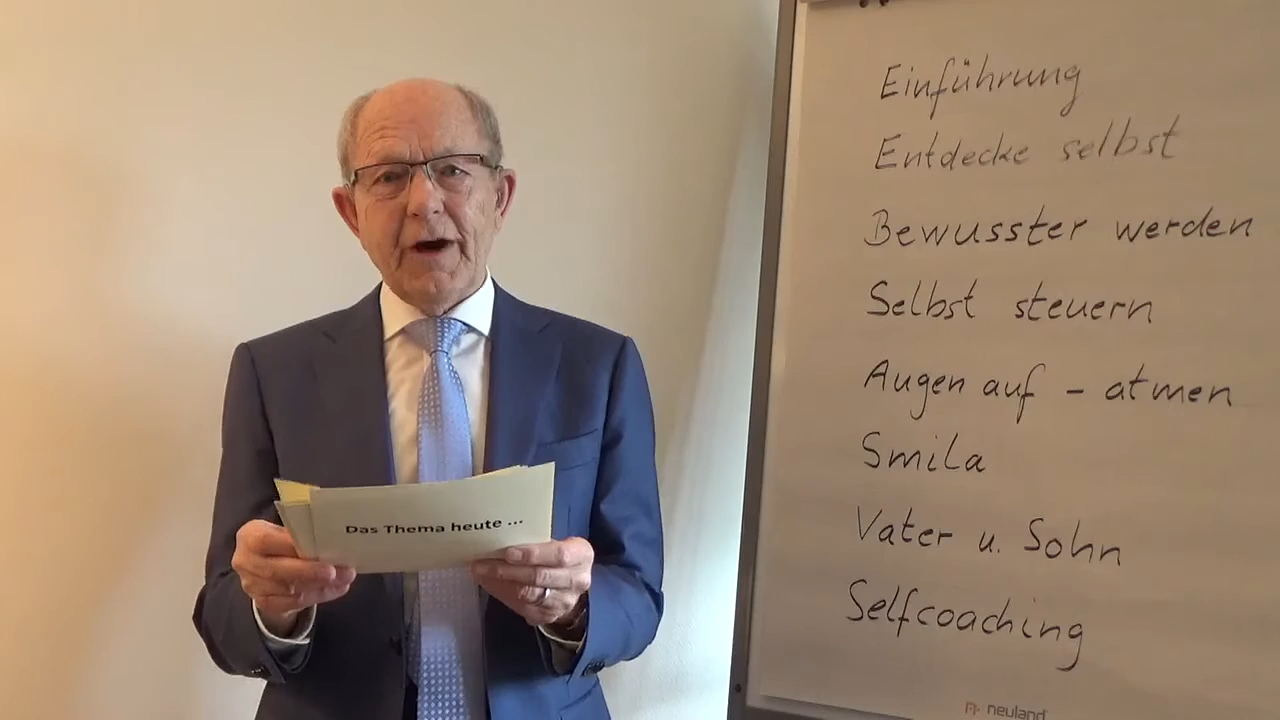 Das Thema heute ...
Einführung
Entdecke selbst
Bewusster werden
Selbst steuern
Augen auf - atmen
Smila
Vater u. Sohn
Selfcoaching
neuland